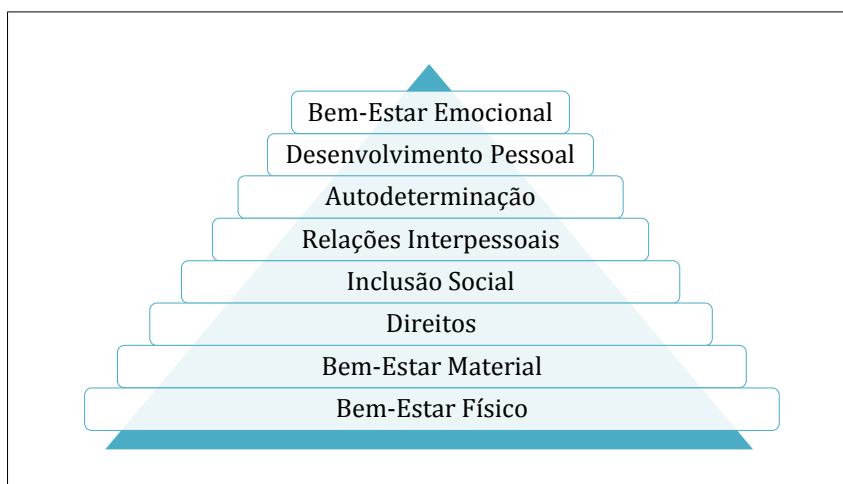 Bem-Estar Emocional
Desenvolvimento Pessoal
Autodeterminação
Relações Interpessoais
Inclusão Social
Direitos
Bem-Estar Material
Bem-Estar Físico